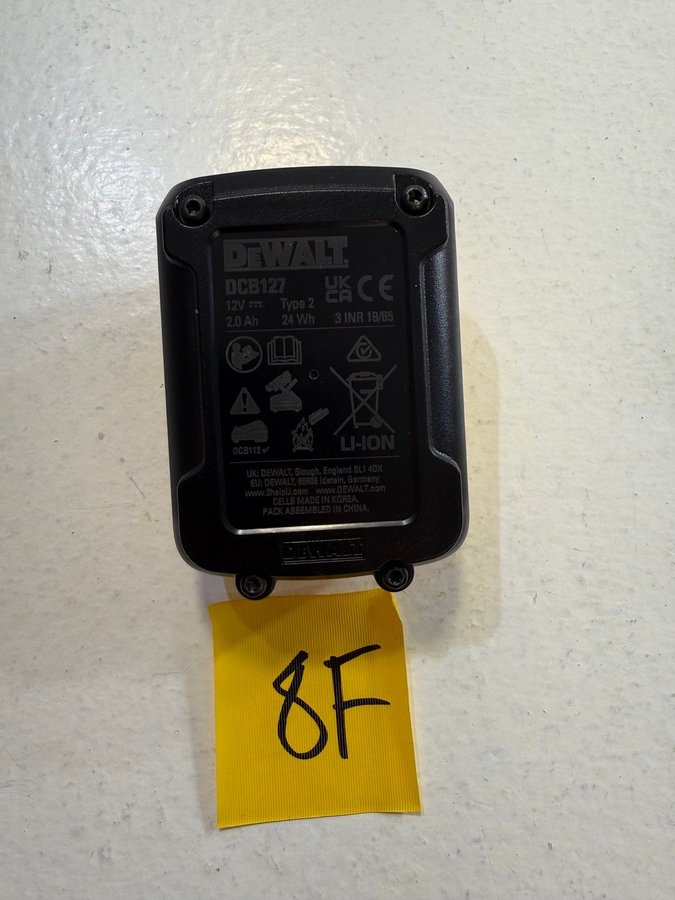 DEWALT
DCB127
UK CA CE
12V ⎓ Type 2
2.0 Ah 24 Wh 3 INR 19/65
DCB112
LI-ION
UK: DEWALT, Slough, England SL1 4DX
EU: DEWALT, 65509 Idstein, Germany
www.2helpU.com www.DEWALT.com
CELLS MADE IN KOREA.
PACK ASSEMBLED IN CHINA.
DEWALT
8F